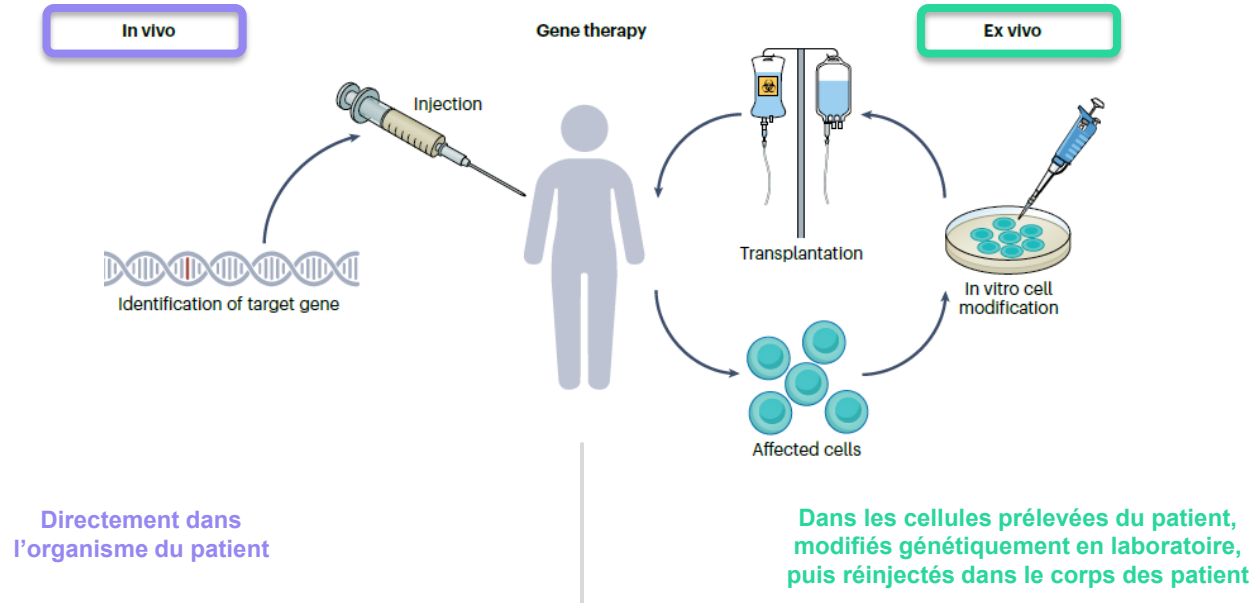 In vivo
Gene therapy
Ex vivo
Injection
Identification of target gene
Transplantation
In vitro cell
modification
Affected cells
Directement dans
l’organisme du patient
Dans les cellules prélevées du patient,
modifiés génétiquement en laboratoire,
puis réinjectés dans le corps des patient